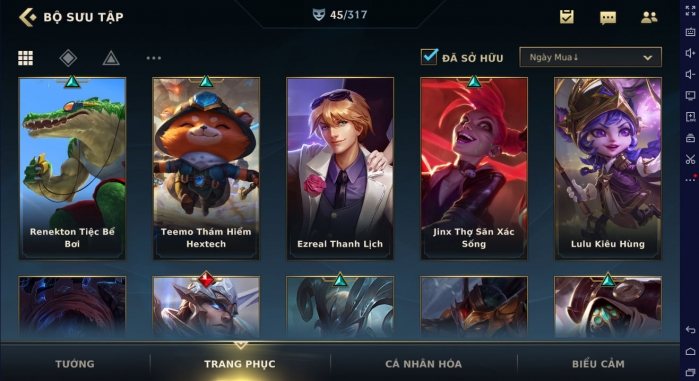 BỘ SƯU TẬP
45/317
ĐÃ SỞ HỮU
Ngày Mua↓
Renekton Tiệc Bể
Bơi
Teemo Thám Hiểm
Hextech
Ezreal Thanh Lịch
Jinx Thợ Săn Xác
Sống
Lulu Kiêu Hùng
TƯỚNG
TRANG PHỤC
CÁ NHÂN HÓA
BIỂU CẢM